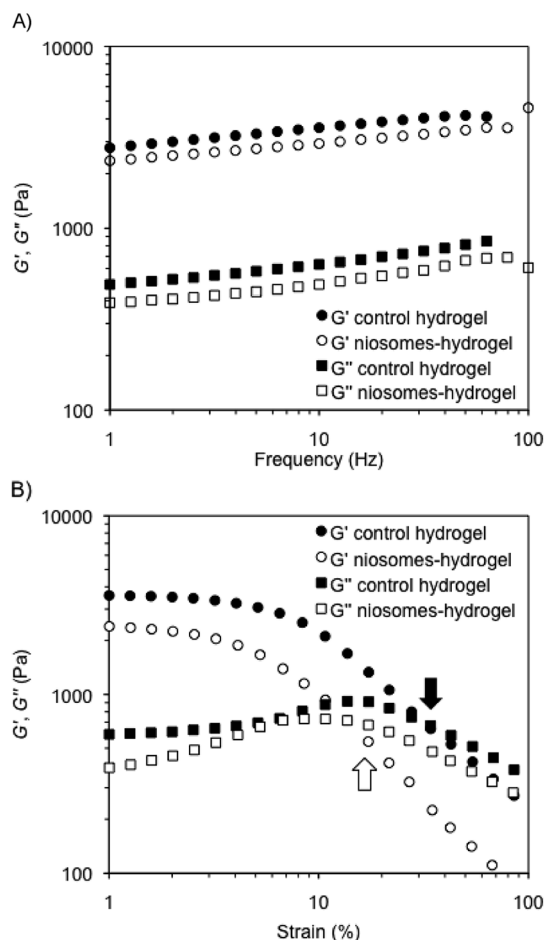 A)
10000
1000
100
G', G" (Pa)
G' control hydrogel
G' niosomes-hydrogel
G" control hydrogel
G" niosomes-hydrogel
1 10 100
Frequency (Hz)
B)
10000
1000
100
G', G" (Pa)
G' control hydrogel
G' niosomes-hydrogel
G" control hydrogel
G" niosomes-hydrogel
1 10 100
Strain (%)